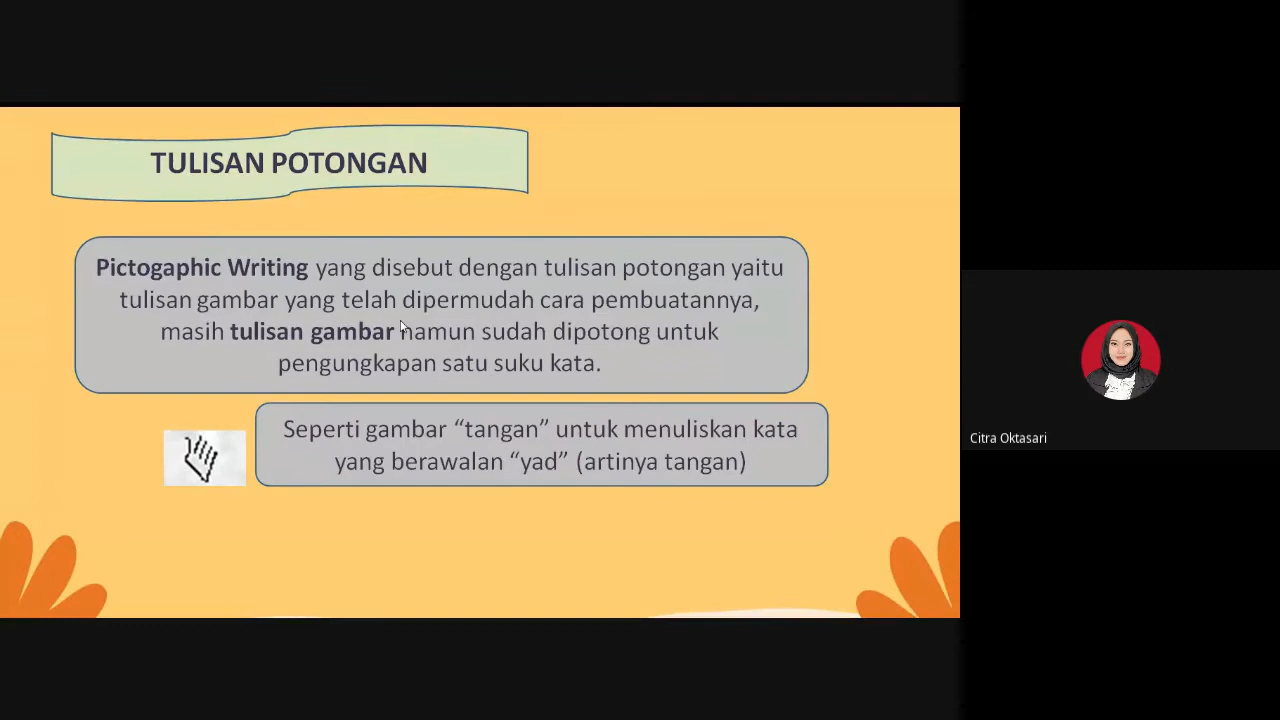 TULISAN POTONGAN
Pictogaphic Writing yang disebut dengan tulisan potongan yaitu
tulisan gambar yang telah dipermudah cara pembuatannya,
masih tulisan gambar namun sudah dipotong untuk
pengungkapan satu suku kata.
Seperti gambar “tangan” untuk menuliskan kata
yang berawalan “yad” (artinya tangan)
Citra Oktasari